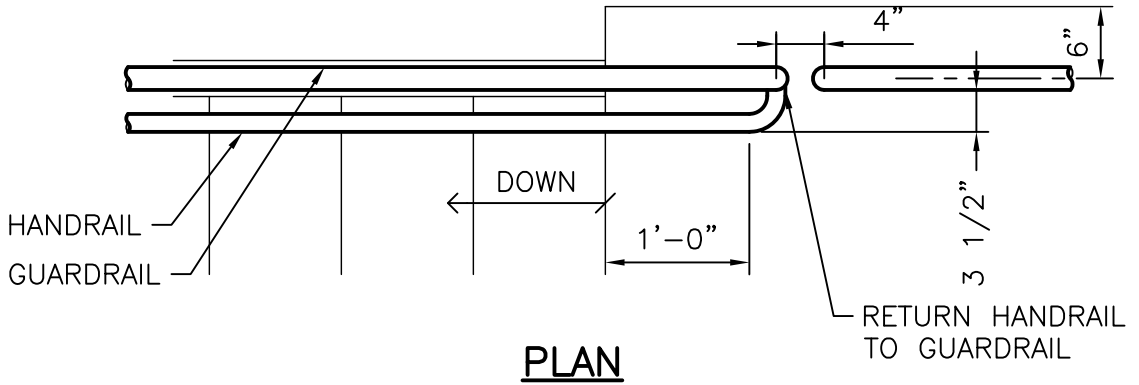 4”
6”
DOWN
HANDRAIL
1’-0”
3 1/2”
GUARDRAIL
RETURN HANDRAIL
TO GUARDRAIL
PLAN